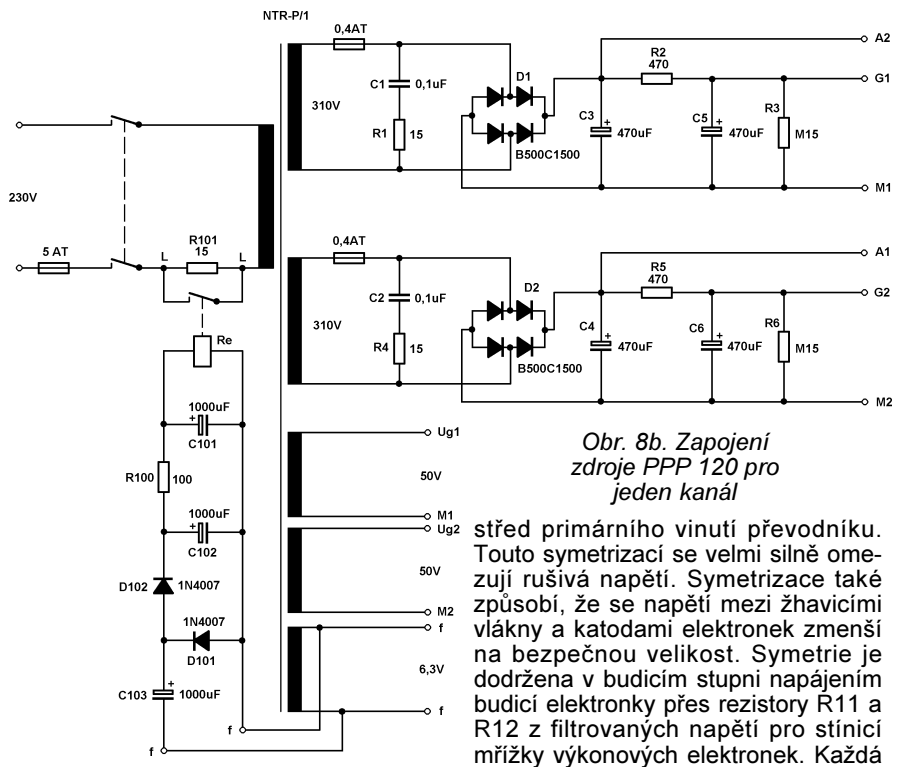 NTR-P/1
0,4AT
A2
R2
470
G1
D1
C1 0,1uF
310V
C3
+
470uF
C5
+
470uF
R3
M15
R1 15
B500C1500
M1
230V
5 AT
L
R101
15
L
0,4AT
A1
R5
470
G2
D2
C2 0,1uF
310V
Re
C4
+
470uF
C6
+
470uF
R6
M15
R4 15
B500C1500
M2
1000uF
+
C101
Ug1
50V
R100 100
M1
1000uF
+
C102
Ug2
50V
D102 1N4007
M2
1N4007
D101
f
6,3V
C103 + 1000uF
f
f
f
Obr. 8b. Zapojení
zdroje PPP 120 pro
jeden kanál
střed primárního vinutí převodníku.
Touto symetrizací se velmi silně ome-
zují rušivá napětí. Symetrizace také
způsobí, že se napětí mezi žhavicími
vlákny a katodami elektronek zmenší
na bezpečnou velikost. Symetrie je
dodržena v budicím stupni napájením
budicí elektronky přes rezistory R11 a
R12 z filtrovaných napětí pro stínicí
mřížky výkonových elektronek. Každá